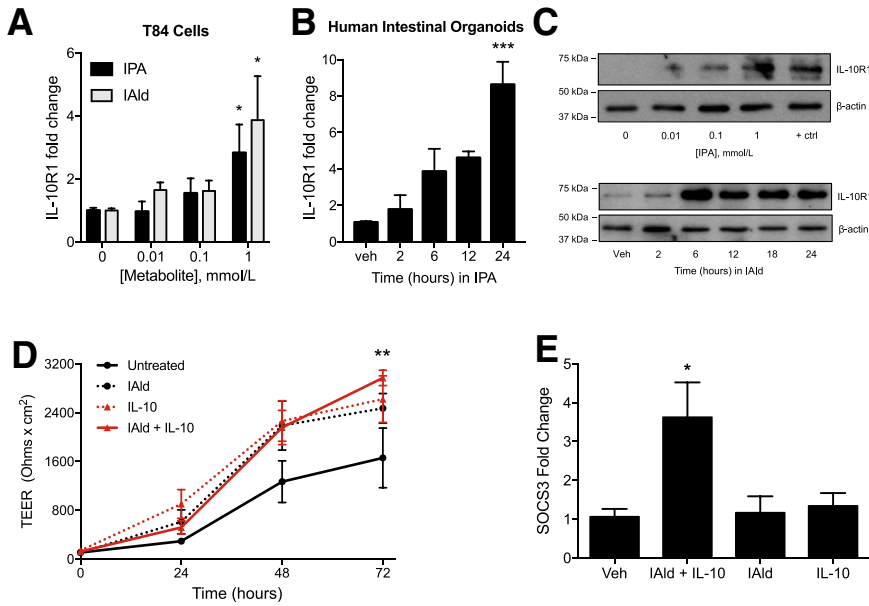 A
T84 Cells
IL-10R1 fold change
6
4
2
0
IPA
IAld
*
*
0
0.01
0.1
1
[Metabolite], mmol/L
B
Human Intestinal Organoids
IL-10R1 fold change
10
8
6
4
2
0
***
veh
2
6
12
24
Time (hours) in IPA
C
75 kDa
IL-10R1
50 kDa
β-actin
37 kDa
0
0.01
0.1
1
+ ctrl
[IPA], mmol/L
75 kDa
IL-10R1
50 kDa
β-actin
37 kDa
Veh
2
6
12
18
24
Time (hours) in IAld
D
TEER (Ohms x cm²)
3200
2400
1600
800
0
Untreated
IAld
IL-10
IAld + IL-10
**
0
24
48
72
Time (hours)
E
SOCS3 Fold Change
5
4
3
2
1
0
*
Veh
IAld + IL-10
IAld
IL-10